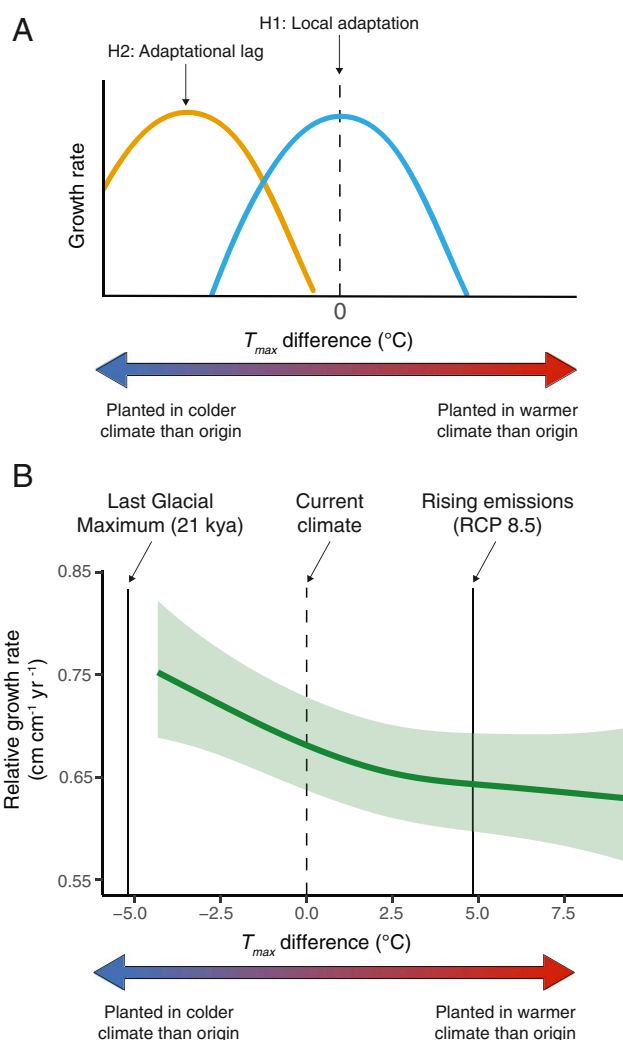 A
H1: Local adaptation
H2: Adaptational lag
Growth rate
0
Tmax difference (°C)
Planted in colder
climate than origin
Planted in warmer
climate than origin
B
Last Glacial
Maximum (21 kya)
Current
climate
Rising emissions
(RCP 8.5)
Relative growth rate
(cm cm⁻¹ yr ⁻¹)
0.85
0.75
0.65
0.55
−5.0
−2.5
0.0
2.5
5.0
7.5
Tmax difference (°C)
Planted in colder
climate than origin
Planted in warmer
climate than origin